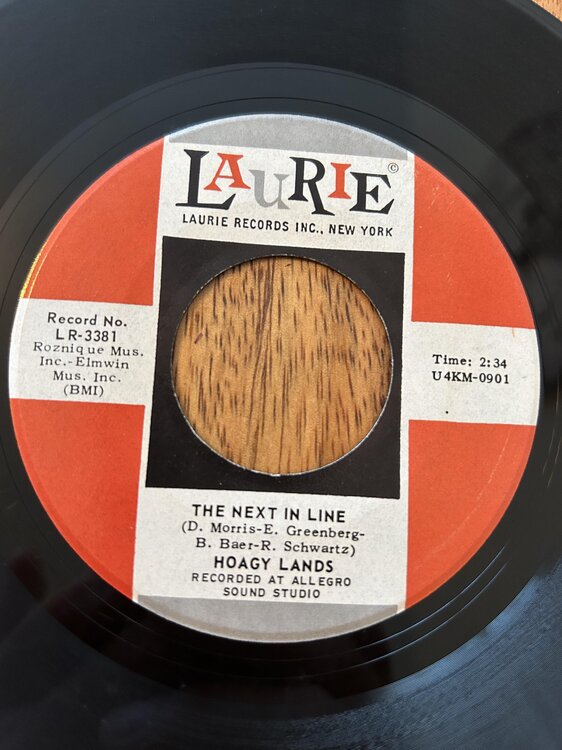 LAURIE ©
LAURIE RECORDS INC., NEW YORK
Record No.
LR-3381
Roznique Mus.
Inc.-Elmwin
Mus. Inc.
(BMI)
Time: 2:34
U4KM-0901
THE NEXT IN LINE
(D. Morris-E. Greenberg-
B. Baer-R. Schwartz)
HOAGY LANDS
RECORDED AT ALLEGRO
SOUND STUDIO